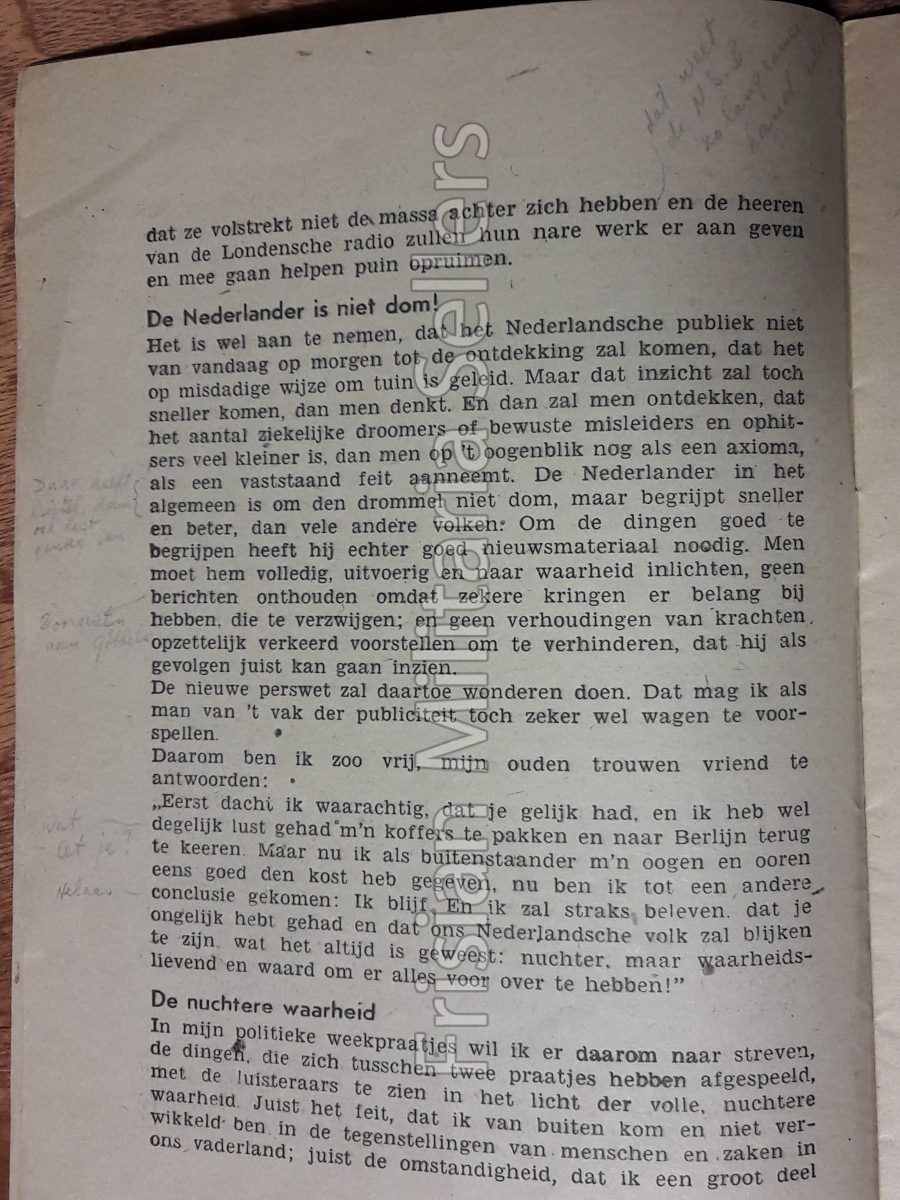 dat weet
de N S B
zo lang
dat ze volstrekt niet de massa achter zich hebben en de heeren
van de Londensche radio zullen hun nare werk er aan geven
en mee gaan helpen puin opruimen.
De Nederlander is niet dom!
Het is wel aan te nemen, dat het Nederlandsche publiek niet
van vandaag op morgen tot de ontdekking zal komen, dat het
op misdadige wijze om tuin is geleid. Maar dat inzicht zal toch
sneller komen, dan men denkt. En dan zal men ontdekken, dat
het aantal ziekelijke droomers of bewuste misleiders en ophit-
sers veel kleiner is, dan men op 't oogenblik nog als een axioma,
als een vaststaand feit aanneemt. De Nederlander in het
algemeen is om den drommel niet dom, maar begrijpt sneller
en beter, dan vele andere volken. Om de dingen goed te
begrijpen heeft hij echter goed nieuwsmateriaal noodig. Men
moet hem volledig, uitvoerig en naar waarheid inlichten, geen
berichten onthouden omdat zekere kringen er belang bij
hebben, die te verzwijgen; en geen verhoudingen van krachten
opzettelijk verkeerd voorstellen om te verhinderen, dat hij als
gevolgen juist kan gaan inzien.
De nieuwe perswet zal daartoe wonderen doen. Dat mag ik als
man van 't vak der publiciteit toch zeker wel wagen te voor-
spellen.
Daarom ben ik zoo vrij, mijn ouden trouwen vriend te
antwoorden:
„Eerst dacht ik waarachtig, dat je gelijk had, en ik heb wel
degelijk lust gehad m'n koffers te pakken en naar Berlijn terug
te keeren. Maar nu ik als buitenstaander m'n oogen en ooren
eens goed den kost heb gegeven, nu ben ik tot een andere
conclusie gekomen: Ik blijf. En ik zal straks beleven. dat je
ongelijk hebt gehad en dat ons Nederlandsche volk zal blijken
te zijn. wat het altijd is geweest: nuchter, maar waarheids-
lievend en waard om er alles voor over te hebben!"
wat
let je?
Helaas
De nuchtere waarheid
In mijn politieke weekpraatjes wil ik er daarom naar streven,
de dingen, die zich tusschen twee praatjes hebben afgespeeld,
met de luisteraars te zien in het licht der volle, nuchtere
waarheid. Juist het feit, dat ik van buiten kom en niet ver-
wikkeld ben in de tegenstellingen van menschen en zaken in
ons vaderland; juist de omstandigheid, dat ik een groot deel
Frisian Militaria Sellers